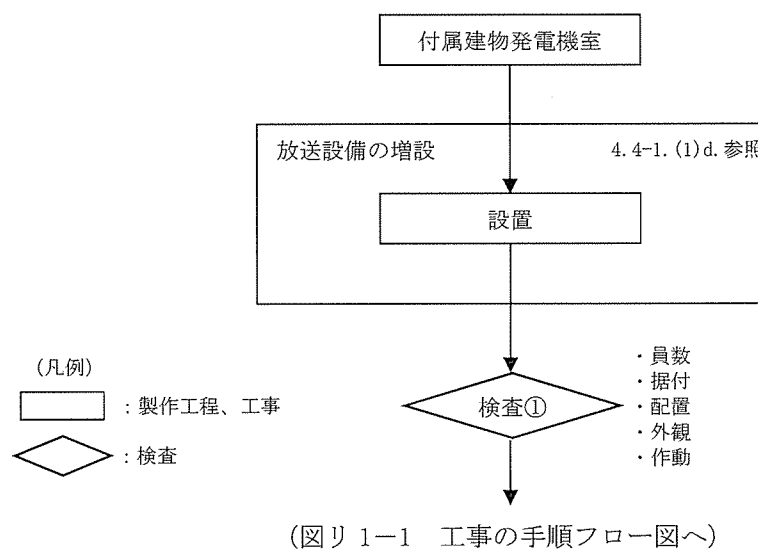 付属建物発電機室
放送設備の増設 4.4-1.(1)d.参照
設置
検査①
・員数
・据付
・配置
・外観
・作動
(凡例)
：製作工程、工事
：検査
(図リ 1－1 工事の手順フロー図へ)